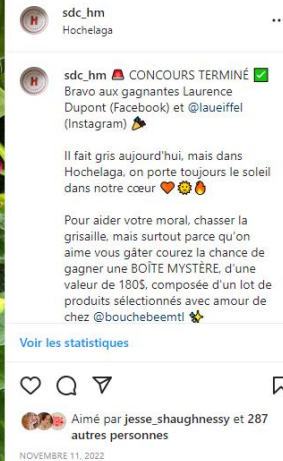 sdc_hm
Hochelaga
sdc_hm 🚨 CONCOURS TERMINÉ ✅
Bravo aux gagnantes Laurence
Dupont (Facebook) et @laueiffel
(Instagram) 🎉
Il fait gris aujourd'hui, mais dans
Hochelaga, on porte toujours le soleil
dans notre cœur 🧡🌞🔥
Pour aider votre moral, chasser la
grisaille, mais surtout parce qu'on
aime vous gâter courez la chance de
gagner une BOÎTE MYSTÈRE, d'une
valeur de 180$, composée d'un lot de
produits sélectionnés avec amour de
chez @bouchebeemtl ✨
Voir les statistiques
Aimé par jesse_shaughnessy et 287
autres personnes
NOVEMBRE 11, 2022